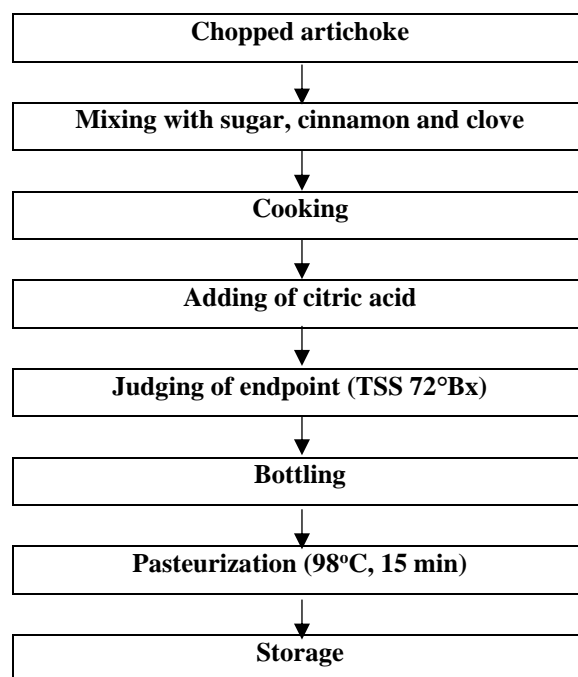 Chopped artichoke
Mixing with sugar, cinnamon and clove
Cooking
Adding of citric acid
Judging of endpoint (TSS 72°Bx)
Bottling
Pasteurization (98°C, 15 min)
Storage